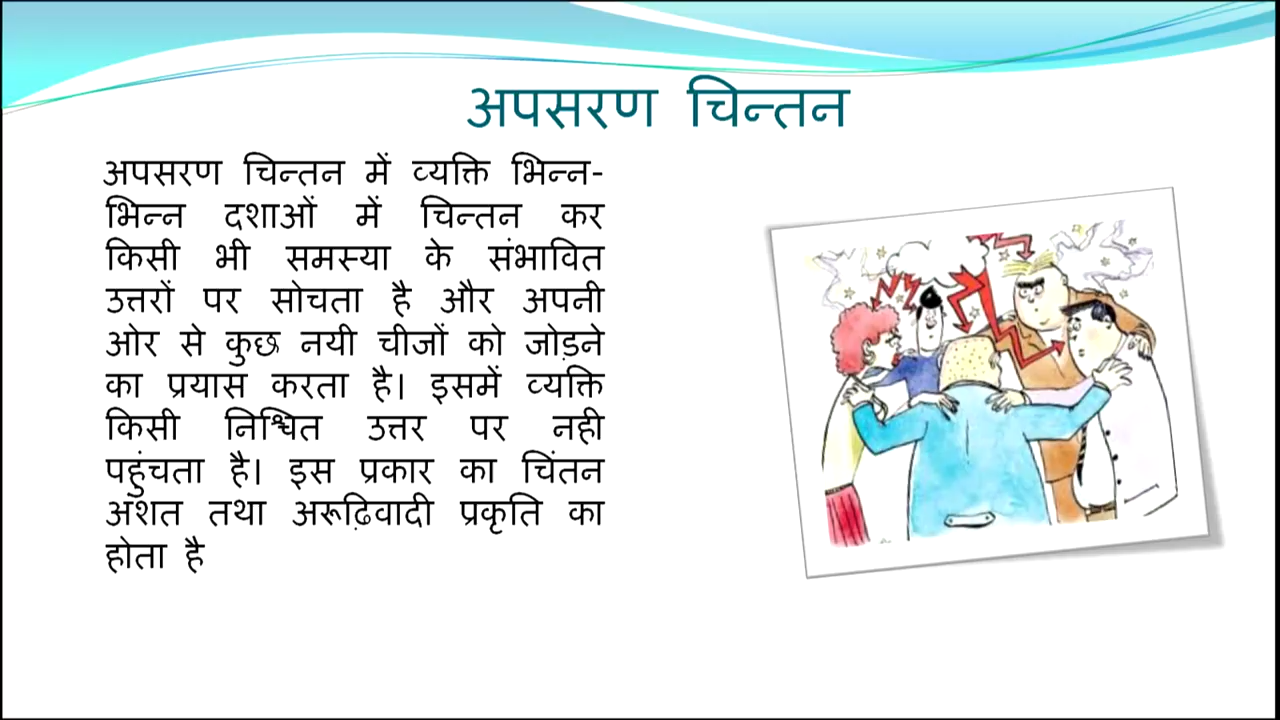 अपसरण चिन्तन
अपसरण चिन्तन में व्यक्ति भिन्न-
भिन्न दशाओं में चिन्तन कर
किसी भी समस्या के संभावित
उत्तरों पर सोचता है और अपनी
ओर से कुछ नयी चीजों को जोड़ने
का प्रयास करता है। इसमें व्यक्ति
किसी निश्चित उत्तर पर नही
पहुंचता है। इस प्रकार का चिंतन
अंशत तथा अरूढ़िवादी प्रकृति का
होता है